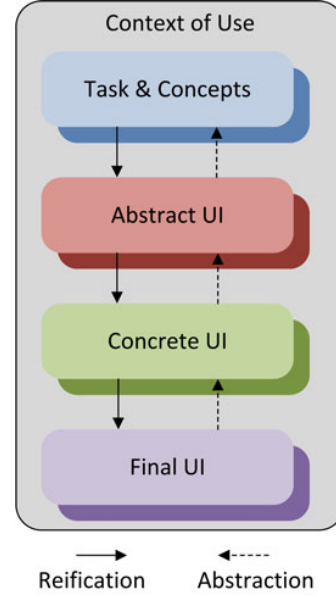 Context of Use
Task & Concepts
Abstract UI
Concrete UI
Final UI
Reification
Abstraction